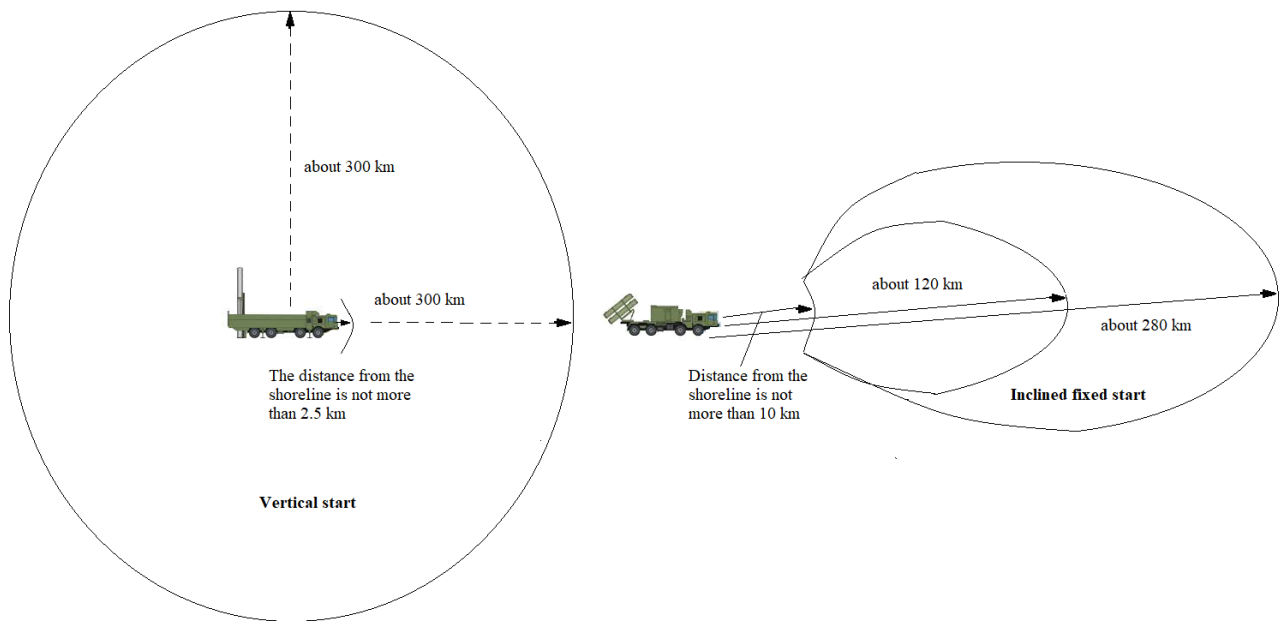 about 300 km
about 300 km
The distance from the
shoreline is not more
than 2.5 km
Vertical start
about 120 km
about 280 km
Distance from the
shoreline is not
more than 10 km
Inclined fixed start